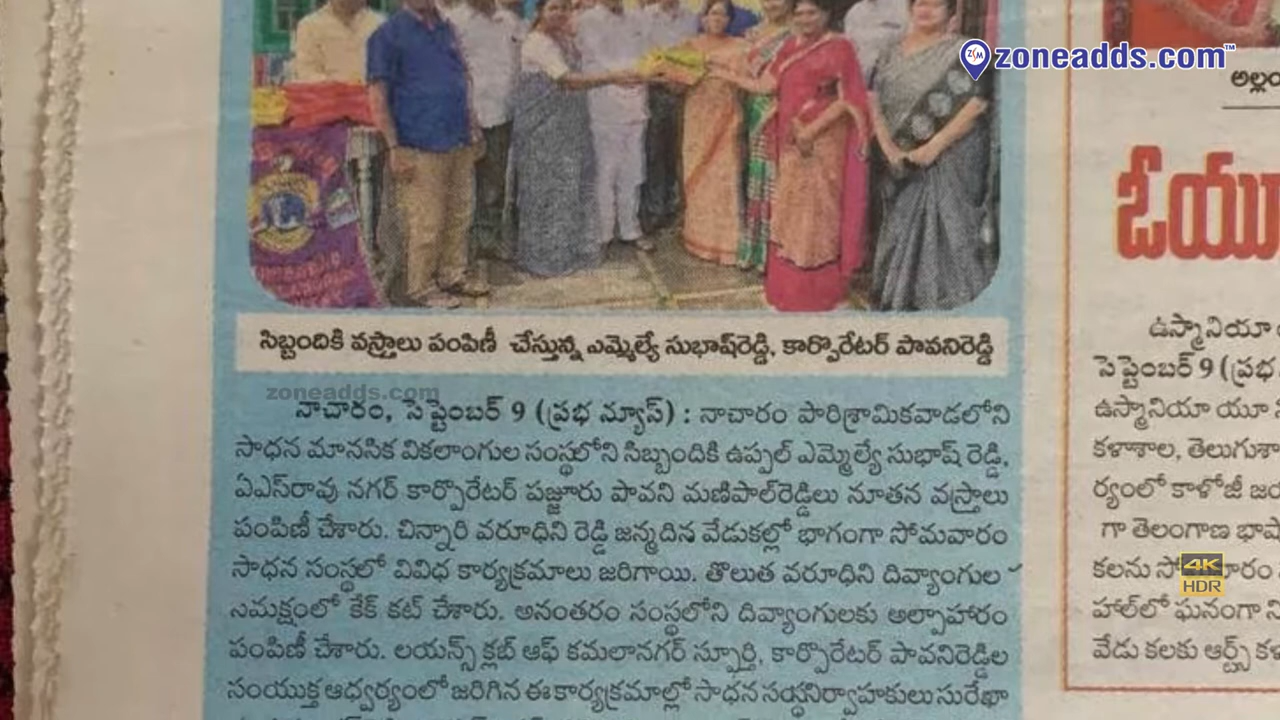 zoneadds.com™
సిబ్బందికి వస్త్రాలు పంపిణీ చేస్తున్న ఎమ్మెల్యే సుభాష్‌రెడ్డి, కార్పొరేటర్ పావనిరెడ్డి
zoneadds.com
నాచారం, సెప్టెంబర్ 9 (ప్రభ న్యూస్) : నాచారం పారిశ్రామికవాడలోని
సాధన మానసిక వికలాంగుల సంస్థలోని సిబ్బందికి ఉప్పల్ ఎమ్మెల్యే సుభాష్ రెడ్డి,
ఏఎస్‌రావు నగర్ కార్పొరేటర్ పజ్జూరు పావని మణిపాల్‌రెడ్డిలు నూతన వస్త్రాలు
పంపిణీ చేశారు. చిన్నారి వరూధిని రెడ్డి జన్మదిన వేడుకల్లో భాగంగా సోమవారం
సాధన సంస్థలో వివిధ కార్యక్రమాలు జరిగాయి. తొలుత వరూధిని దివ్యాంగుల
సమక్షంలో కేక్ కట్ చేశారు. అనంతరం సంస్థలోని దివ్యాంగులకు అల్పాహారం
పంపిణీ చేశారు. లయన్స్ క్లబ్ ఆఫ్ కమలానగర్ స్ఫూర్తి, కార్పొరేటర్ పావనిరెడ్డిల
సంయుక్త ఆధ్వర్యంలో జరిగిన ఈ కార్యక్రమాల్లో సాధన సంస్థనిర్వాహకులు సురేఖా
ఓయూ
ఉస్మానియా
సెప్టెంబర్ 9 (ప్రభ
ఉస్మానియా యూ
కళాశాల, తెలుగుశా
ర్యంలో కాళోజీ జం
గా తెలంగాణ భాషా
కలను సో
4K
HDR
హాల్‌లో ఘనంగా ని
వేడు కలకు ఆర్ట్స్ కళ